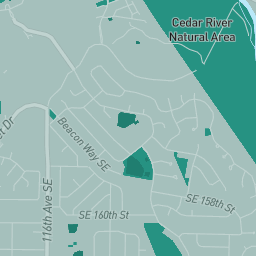 Cedar River
Natural Area
Beacon Way SE
116th Ave SE
SE 158th St
SE 160th St